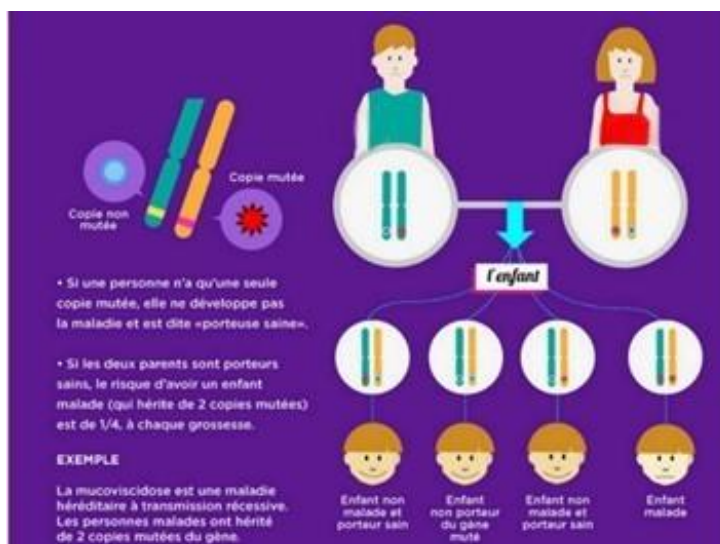 Copie mutée
Copie non
mutée
• Si une personne n'a qu'une seule
copie mutée, elle ne développe pas
la maladie et est dite «porteuse saine».
• Si les deux parents sont porteurs
sains, le risque d'avoir un enfant
malade (qui hérite de 2 copies mutées)
est de 1/4, à chaque grossesse.
EXEMPLE
La mucoviscidose est une maladie
héréditaire à transmission récessive.
Les personnes malades ont hérité
de 2 copies mutées du gène.
l'enfant
Enfant non
malade et
porteur sain
Enfant
non porteur
du gène
muté
Enfant non
malade et
porteur sain
Enfant
malade